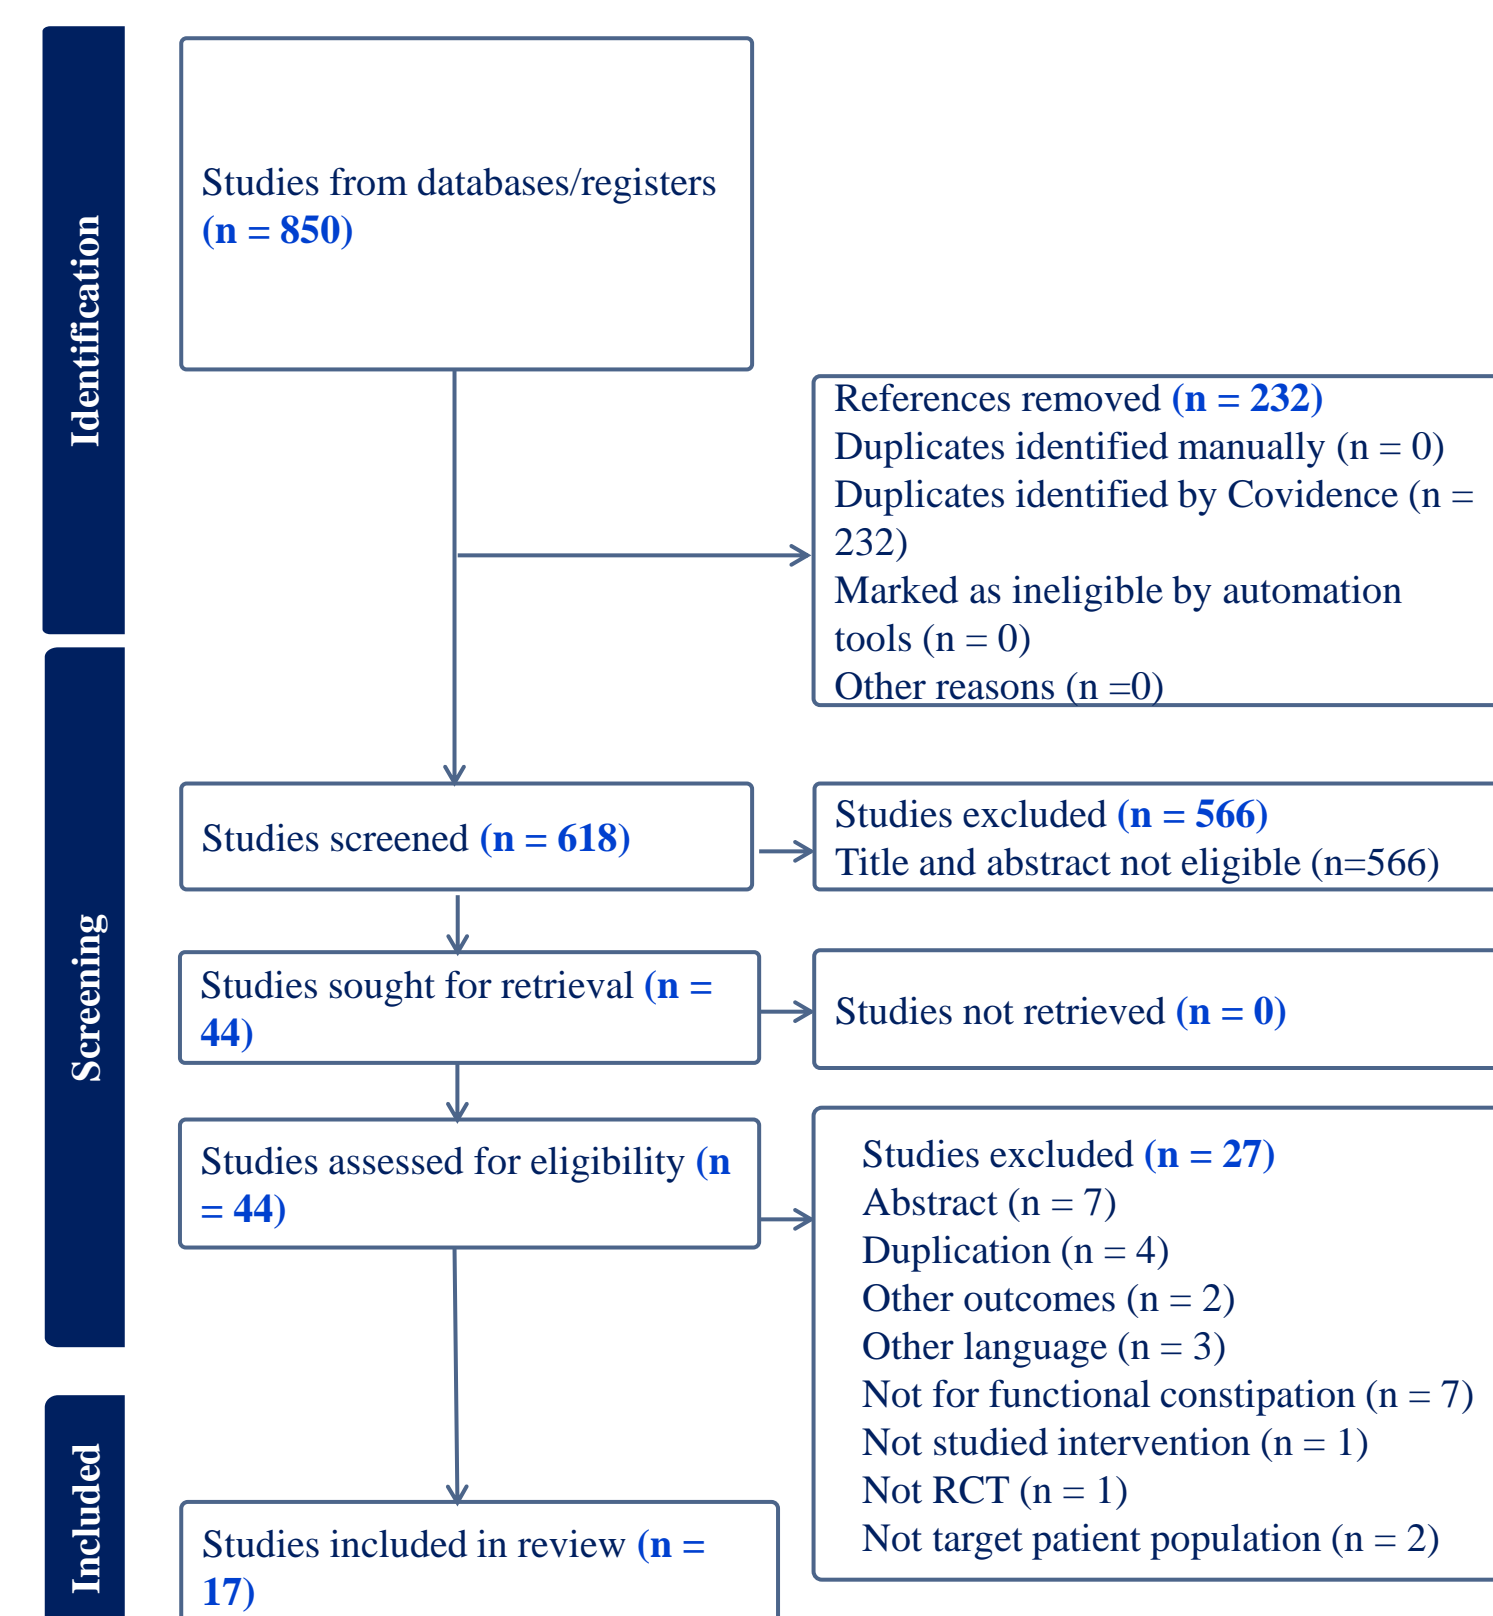 Identification
Studies from databases/registers
(n = 850)
References removed (n = 232)
Duplicates identified manually (n = 0)
Duplicates identified by Covidence (n =
232)
Marked as ineligible by automation
tools (n = 0)
Other reasons (n =0)
Screening
Studies screened (n = 618)
Studies excluded (n = 566)
Title and abstract not eligible (n=566)
Studies sought for retrieval (n =
44)
Studies not retrieved (n = 0)
Studies assessed for eligibility (n
= 44)
Studies excluded (n = 27)
Abstract (n = 7)
Duplication (n = 4)
Other outcomes (n = 2)
Other language (n = 3)
Not for functional constipation (n = 7)
Not studied intervention (n = 1)
Not RCT (n = 1)
Not target patient population (n = 2)
Included
Studies included in review (n =
17)